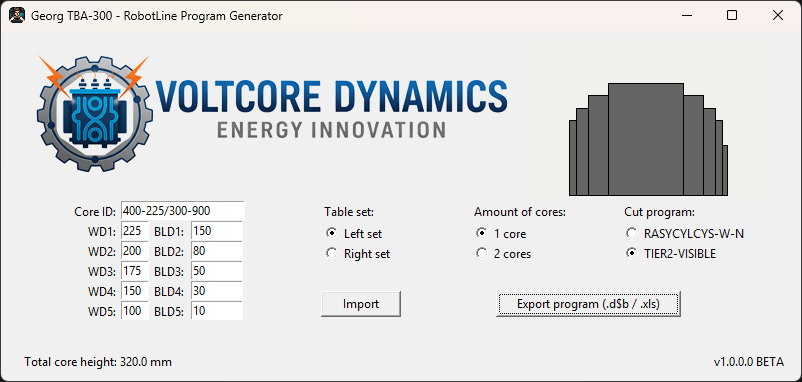 Georg TBA-300 - RobotLine Program Generator
VOLTCORE DYNAMICS
ENERGY INNOVATION
Core ID: 400-225/300-900
WD1: 225 BLD1: 150
WD2: 200 BLD2: 80
WD3: 175 BLD3: 50
WD4: 150 BLD4: 30
WD5: 100 BLD5: 10
Table set:
Left set
Right set
Import
Amount of cores:
1 core
2 cores
Cut program:
RASYCYLCYS-W-N
TIER2-VISIBLE
Export program (.d$b / .xls)
Total core height: 320.0 mm
v1.0.0.0 BETA